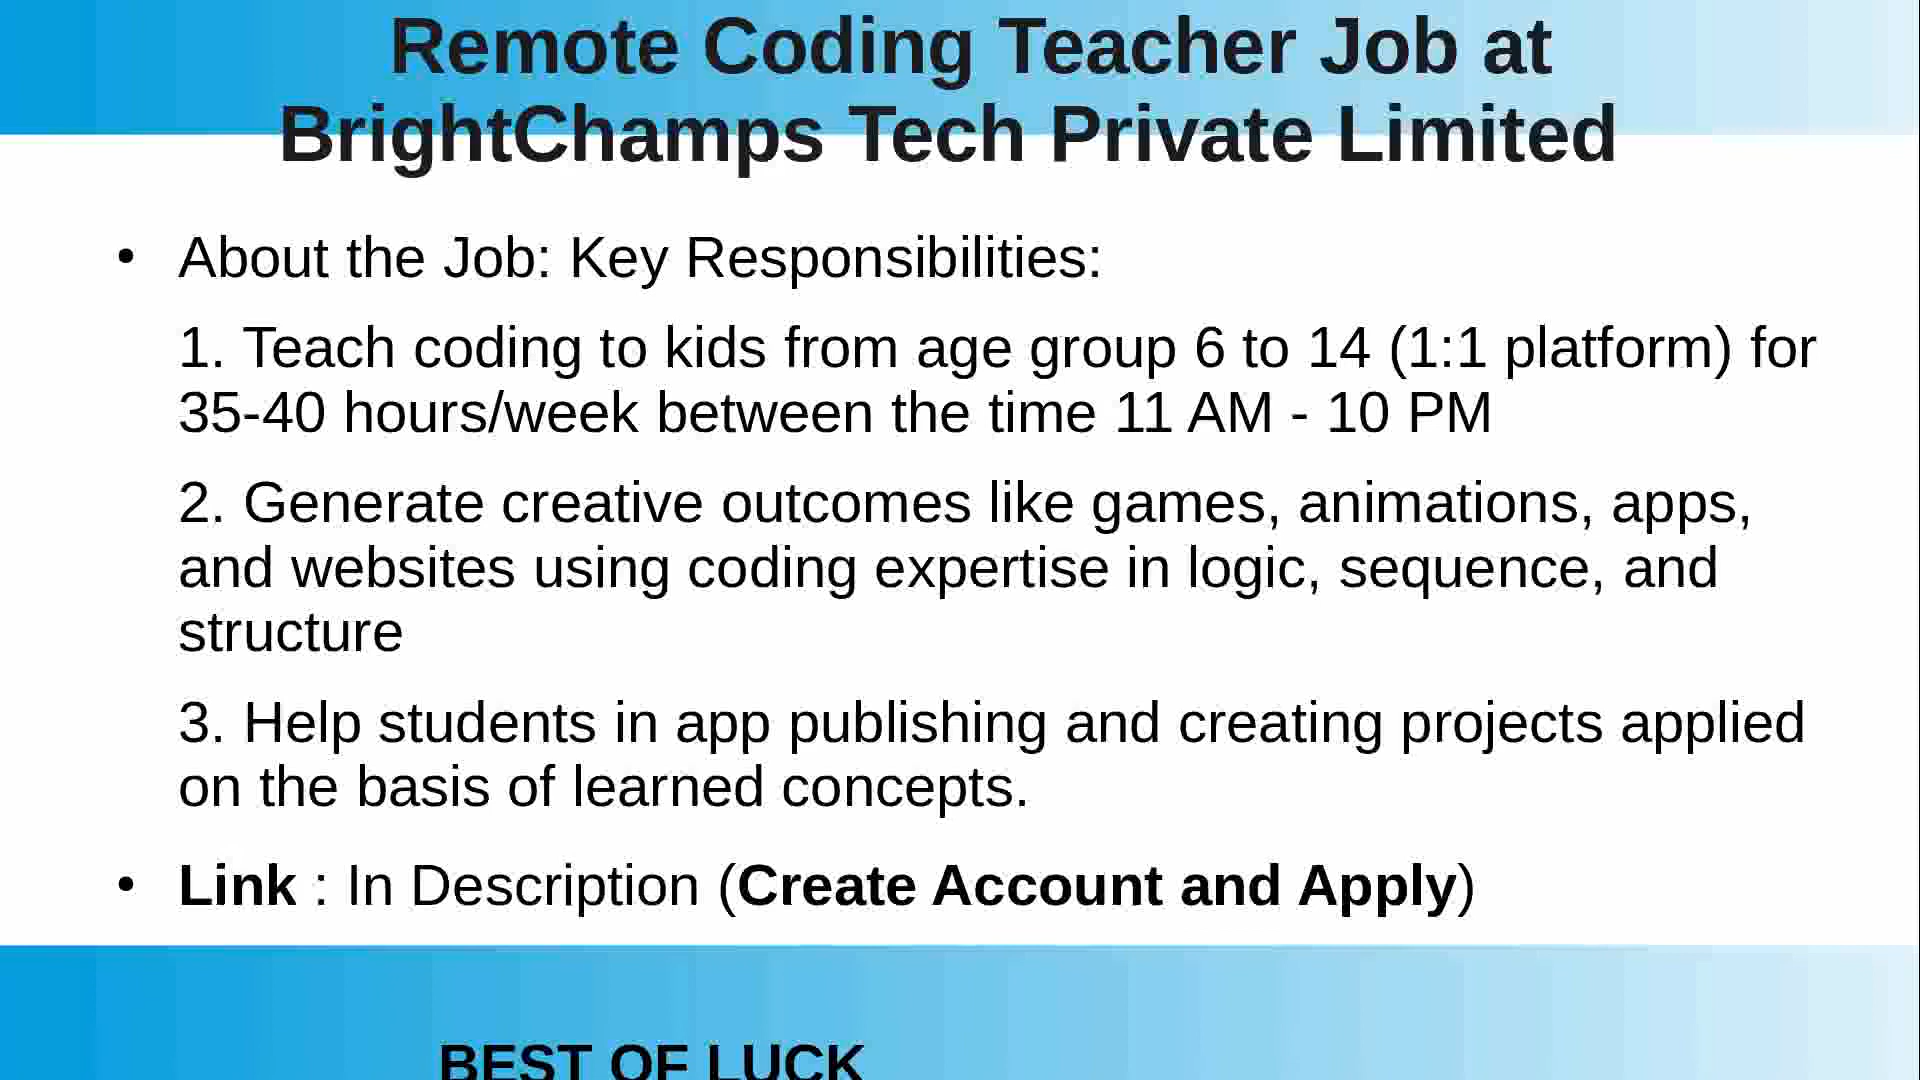 Remote Coding Teacher Job at
BrightChamps Tech Private Limited
• About the Job: Key Responsibilities:
1. Teach coding to kids from age group 6 to 14 (1:1 platform) for
35-40 hours/week between the time 11 AM - 10 PM
2. Generate creative outcomes like games, animations, apps,
and websites using coding expertise in logic, sequence, and
structure
3. Help students in app publishing and creating projects applied
on the basis of learned concepts.
• Link : In Description (Create Account and Apply)
BEST OF LUCK